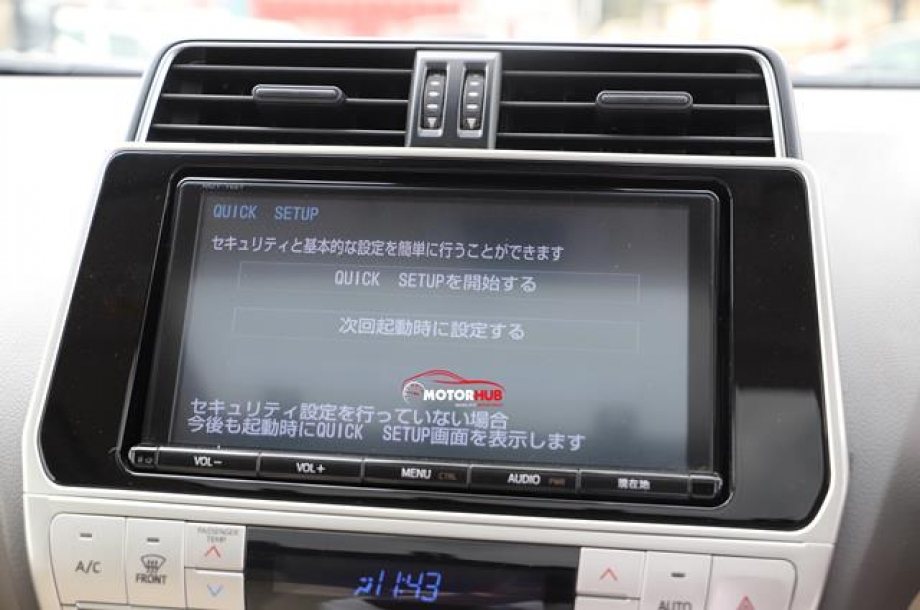 QUICK SETUP
セキュリティと基本的な設定を簡単に行うことができます
QUICK SETUPを開始する
次回起動時に設定する
MOTORHUB
セキュリティ設定を行っていない場合
今後も起動時にQUICK SETUP画面を表示します
VOL−
VOL+
MENU CTRL
AUDIO PWR
現在地
A/C
FRONT
PASSENGER
TEMP
11:43
AUTO